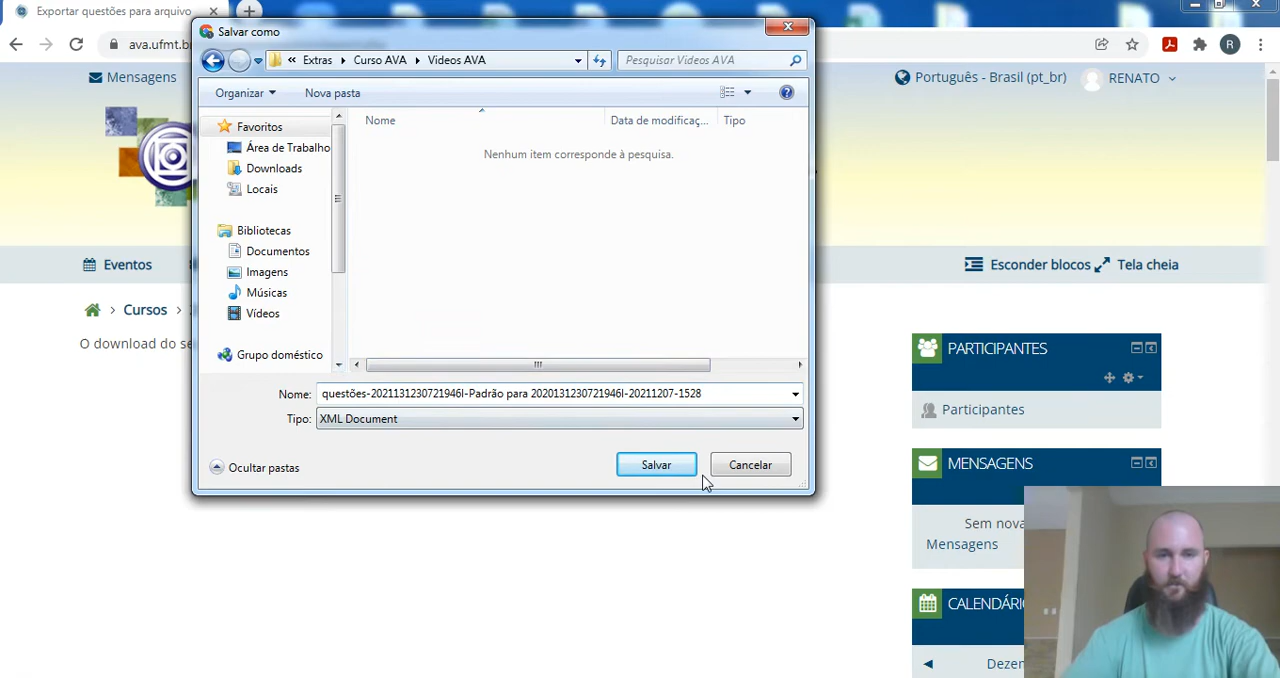 Exportar questões para arquivo
Salvar como
ava.ufmt.b
Extras
Curso AVA
Videos AVA
Pesquisar Videos AVA
R
Organizar
Nova pasta
Mensagens
Português - Brasil (pt_br)
RENATO
Favoritos
Área de Trabalho
Downloads
Locais
Bibliotecas
Documentos
Imagens
Músicas
Vídeos
Grupo doméstico
Nome
Data de modificaç...
Tipo
Nenhum item corresponde à pesquisa.
Eventos
Esconder blocos
Tela cheia
Cursos
O download do se
PARTICIPANTES
Participantes
Nome: questões-2021131230721946I-Padrão para 2020131230721946I-20211207-1528
Tipo: XML Document
Salvar
Cancelar
Ocultar pastas
MENSAGENS
Sem nova
Mensagens
CALENDÁRI
Dezen